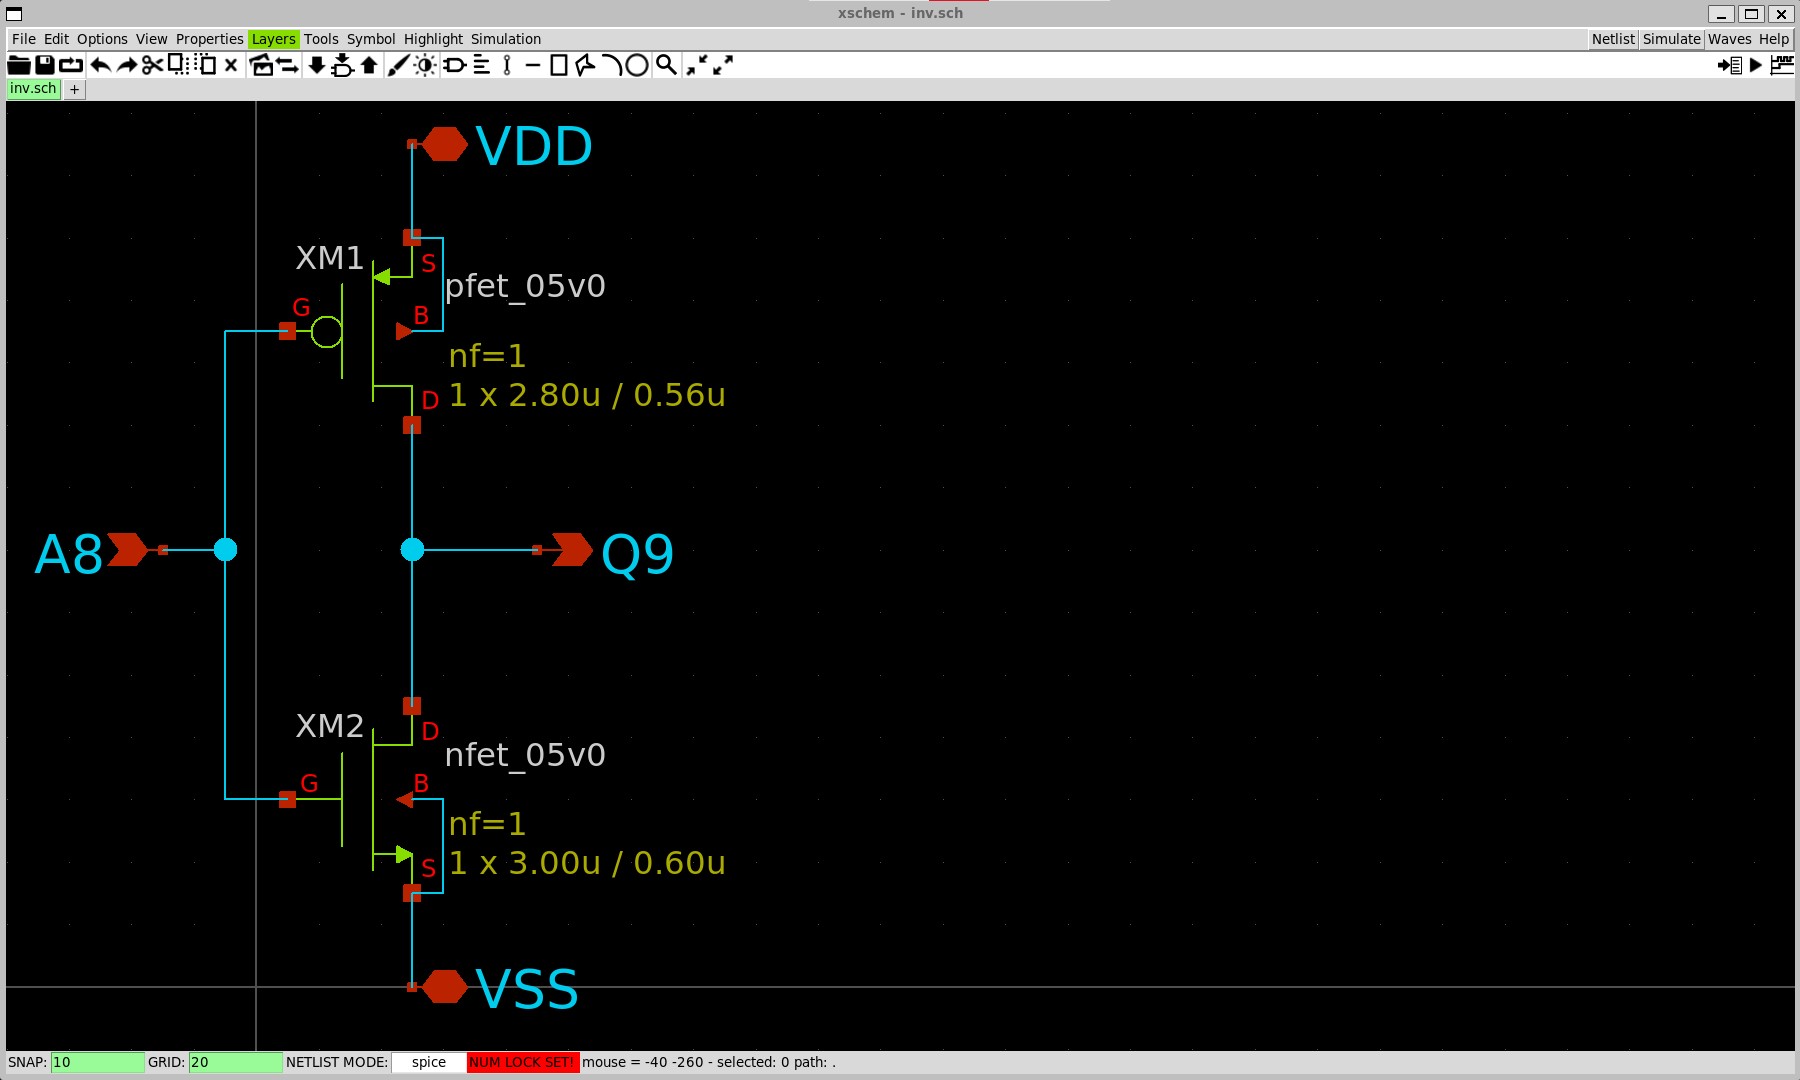 xschem - inv.sch
File Edit Options View Properties Layers Tools Symbol Highlight Simulation Netlist Simulate Waves Help
inv.sch +
VDD
XM1
S
pfet_05v0
G
B
nf=1
D
1 x 2.80u / 0.56u
A8
Q9
XM2
D
nfet_05v0
G
B
nf=1
S
1 x 3.00u / 0.60u
VSS
SNAP: 10 GRID: 20 NETLIST MODE: spice NUM LOCK SET! mouse = -40 -260 - selected: 0 path: .